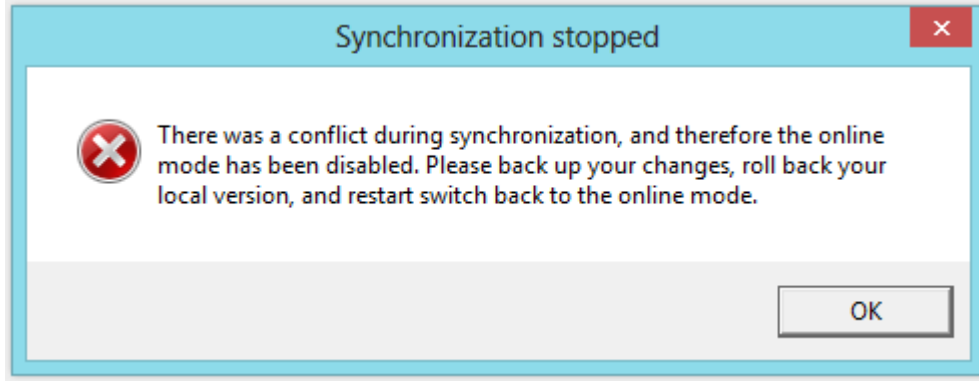 Synchronization stopped
There was a conflict during synchronization, and therefore the online
mode has been disabled. Please back up your changes, roll back your
local version, and restart switch back to the online mode.
OK